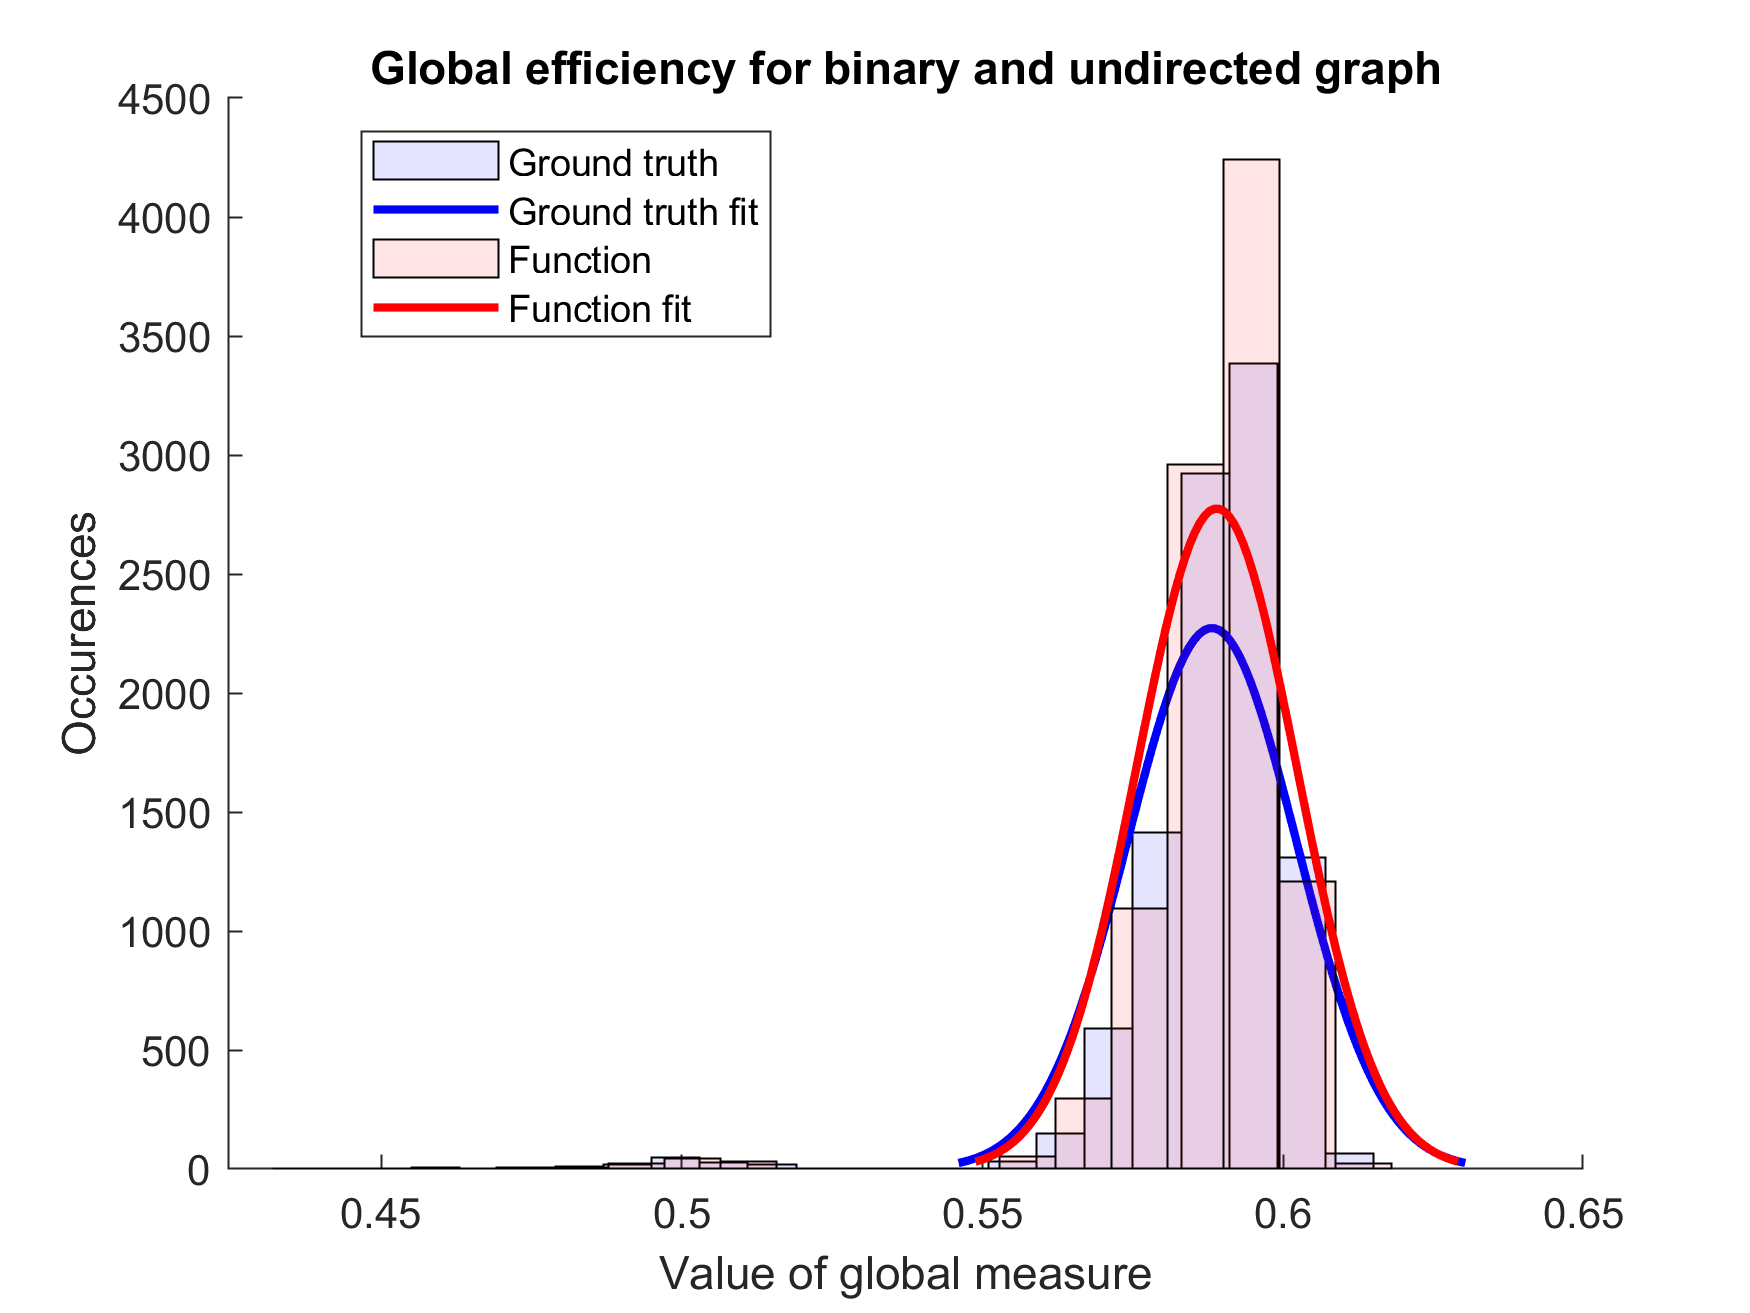 Global efficiency for binary and undirected graph
4500
4000
3500
3000
2500
2000
1500
1000
500
0
Occurences
Ground truth
Ground truth fit
Function
Function fit
0.45 0.5 0.55 0.6 0.65
Value of global measure